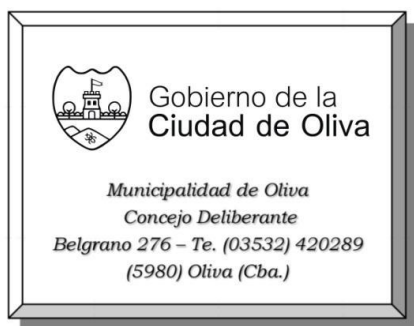 Gobierno de la
Ciudad de Oliva
Municipalidad de Oliva
Concejo Deliberante
Belgrano 276 – Te. (03532) 420289
(5980) Oliva (Cba.)